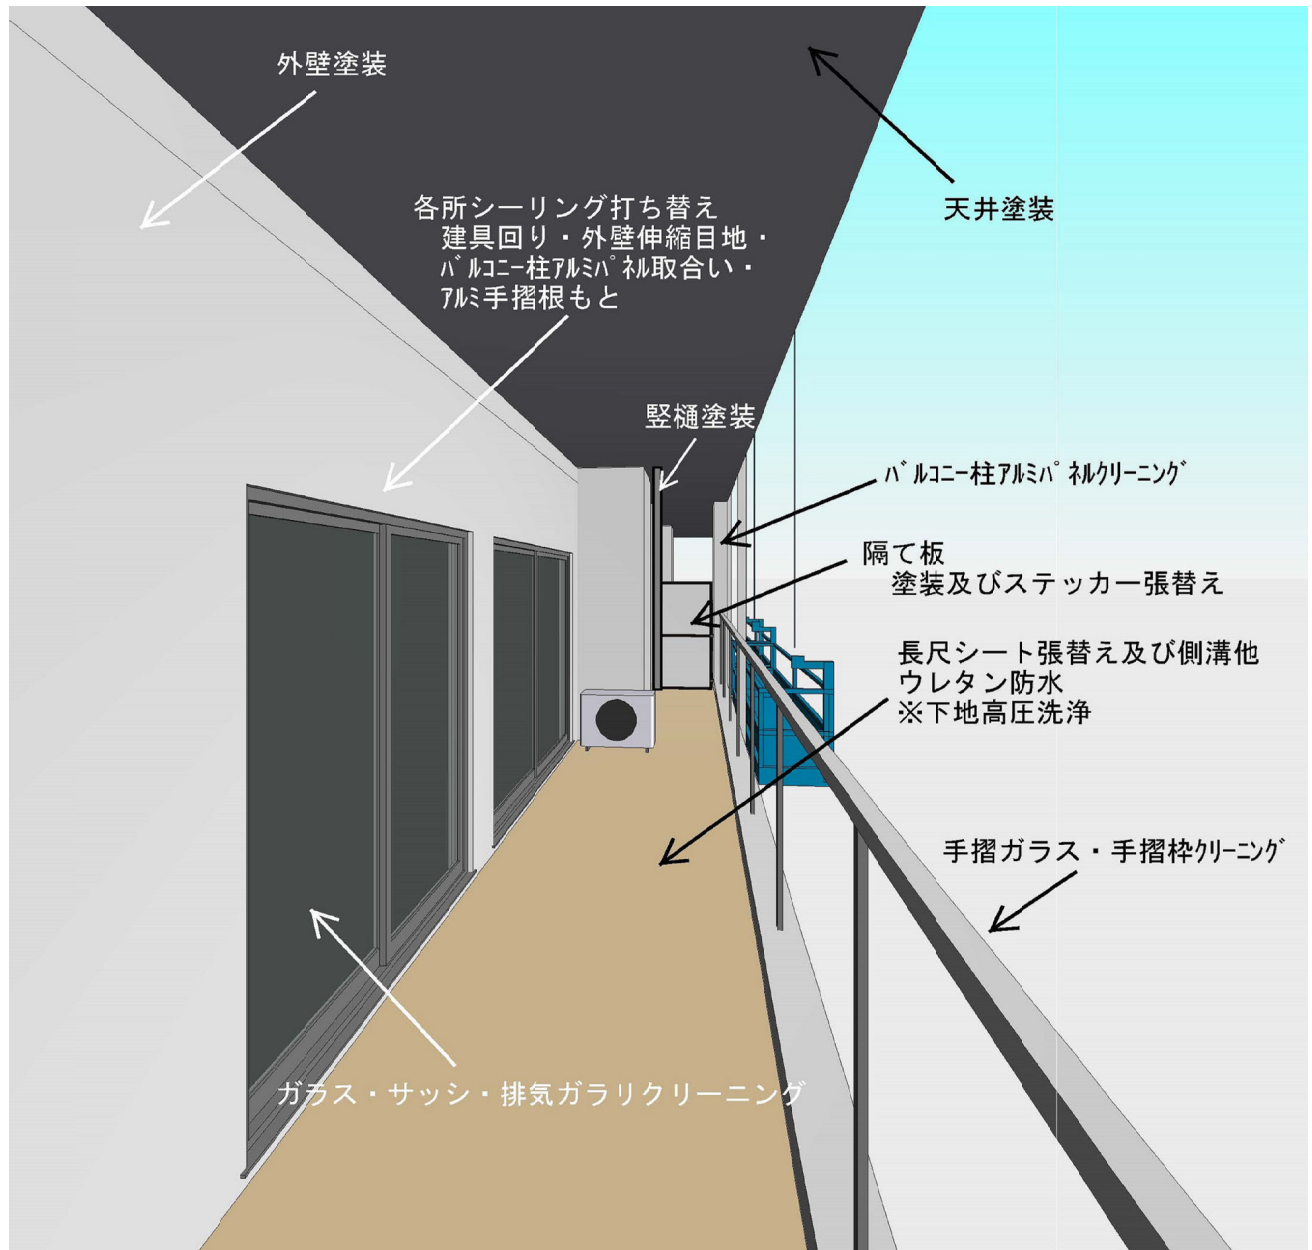 外壁塗装
天井塗装
各所シーリング打ち替え
建具回り・外壁伸縮目地・
ﾊﾞﾙｺﾆｰ柱ｱﾙﾐﾊﾟﾈﾙ取合い・
ｱﾙﾐ手摺根もと
竪樋塗装
ﾊﾞﾙｺﾆｰ柱ｱﾙﾐﾊﾟﾈﾙｸﾘｰﾆﾝｸﾞ
隔て板
塗装及びステッカー張替え
長尺シート張替え及び側溝他
ウレタン防水
※下地高圧洗浄
手摺ガラス・手摺枠ｸﾘｰﾆﾝｸﾞ
ガラス・サッシ・排気ガラリクリーニング